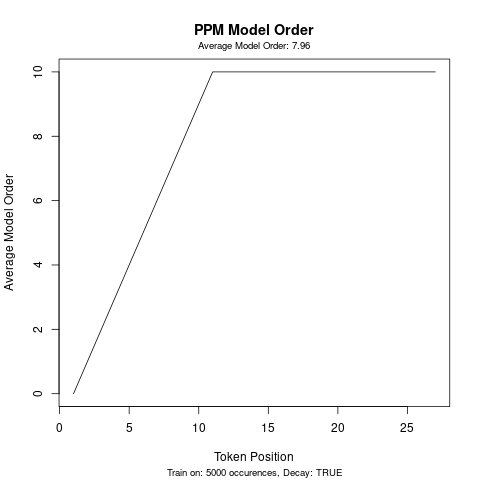 PPM Model Order
Average Model Order: 7.96
Average Model Order
10
8
6
4
2
0
0 5 10 15 20 25
Token Position
Train on: 5000 occurences, Decay: TRUE